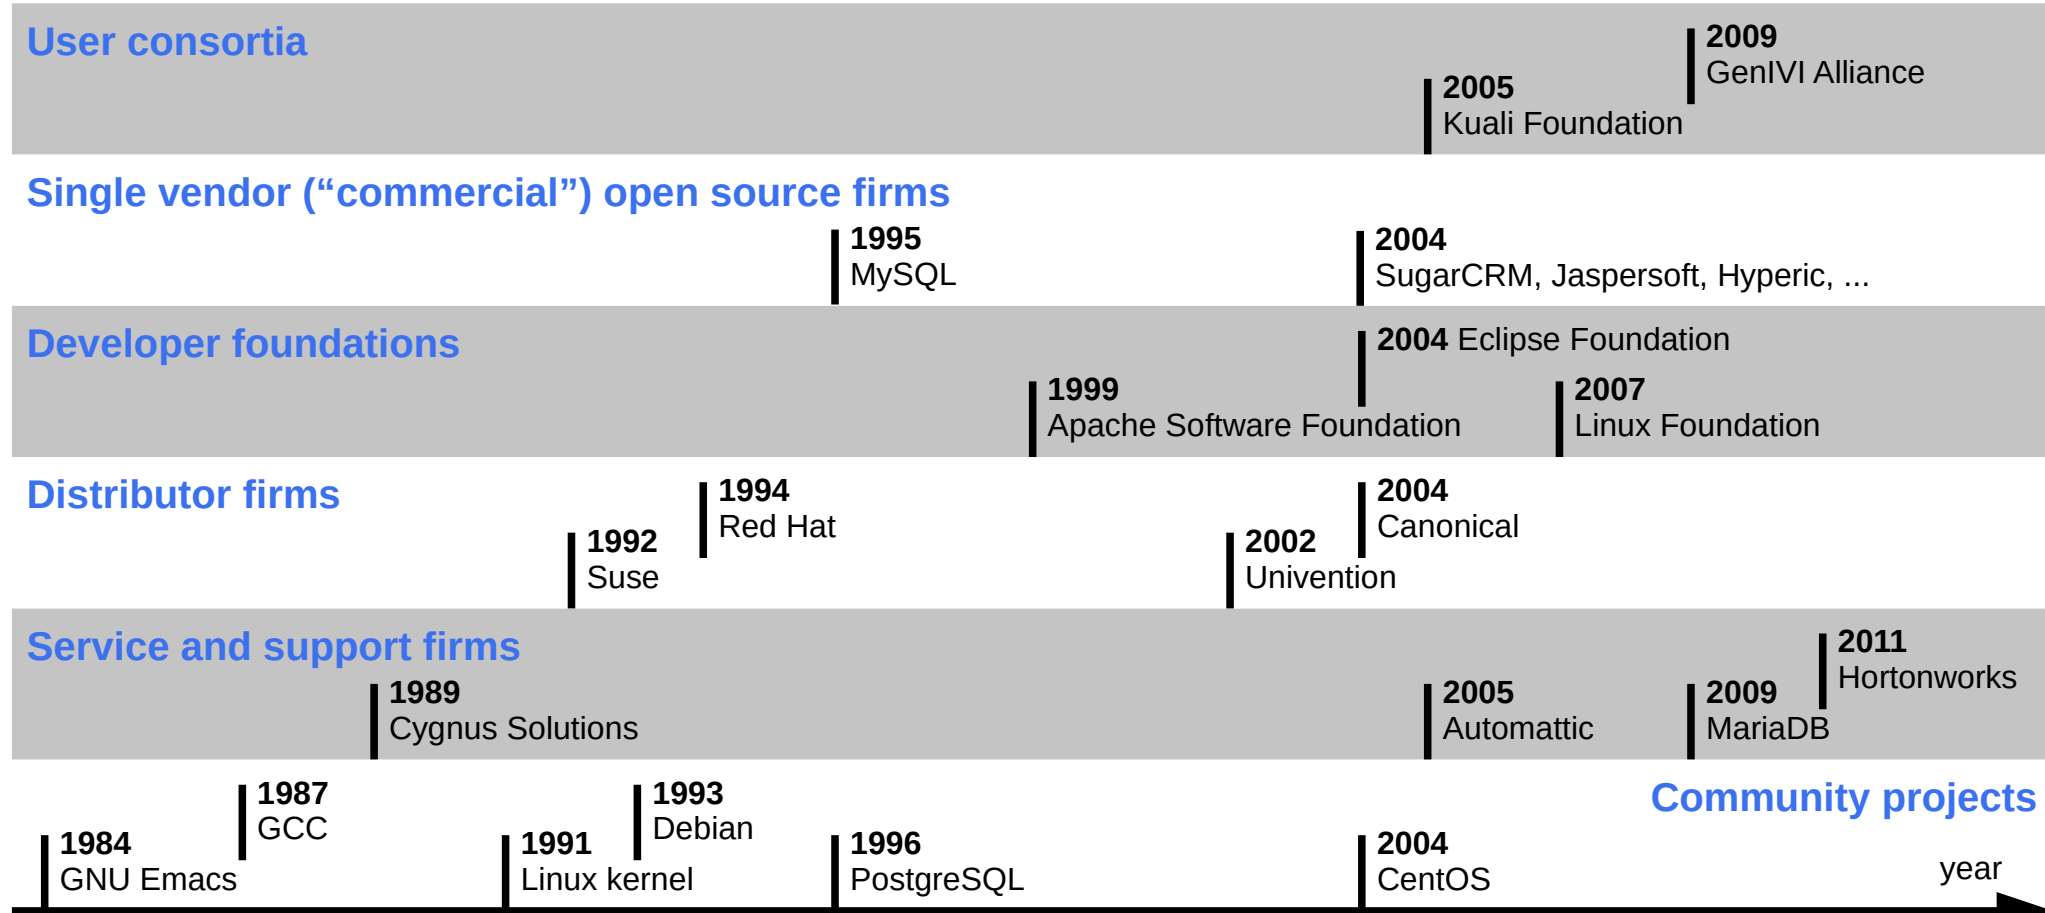 User consortia
2009
GenIVI Alliance
2005
Kuali Foundation
Single vendor (“commercial”) open source firms
1995
MySQL
2004
SugarCRM, Jaspersoft, Hyperic, ...
Developer foundations
2004 Eclipse Foundation
1999
Apache Software Foundation
2007
Linux Foundation
Distributor firms
1994
Red Hat
2004
Canonical
1992
Suse
2002
Univention
Service and support firms
2011
Hortonworks
1989
Cygnus Solutions
2005
Automattic
2009
MariaDB
Community projects
1987
GCC
1993
Debian
1984
GNU Emacs
1991
Linux kernel
1996
PostgreSQL
2004
CentOS
year